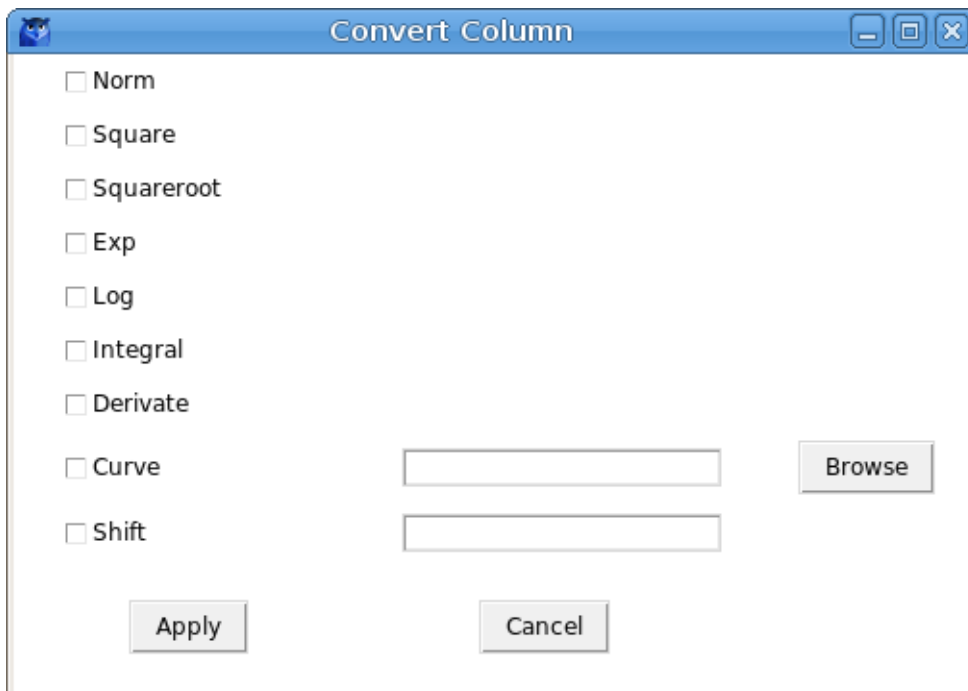 Convert Column
Norm
Square
Squareroot
Exp
Log
Integral
Derivate
Curve Browse
Shift
Apply Cancel